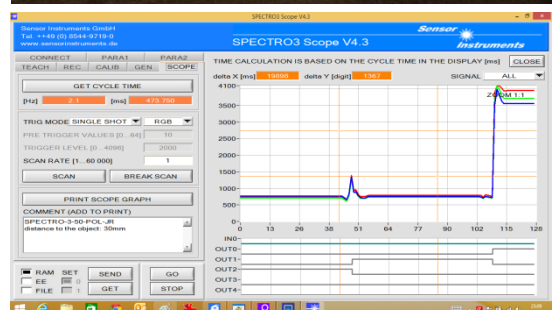 SPECTRO3 Scope V4.3
Sensor Instruments GmbH
Tel. ++49 (0) 8544-9719-0
www.sensorinstruments.de
SPECTRO3 Scope V4.3
Sensor
Instruments
CONNECT PARA1 PARA2
TEACH REC CALIB GEN SCOPE
GET CYCLE TIME
[Hz] 2.1 [ms] 473.750
TRIG MODE SINGLE SHOT RGB
PRE TRIGGER VALUES [0..64] 10
TRIGGER LEVEL [0..4096] 2000
SCAN RATE [1...60 000] 1
SCAN BREAK SCAN
PRINT SCOPE GRAPH
COMMENT (ADD TO PRINT)
SPECTRO-3-50-POL-JR
distance to the object: 30mm
RAM SET SEND GO
EE 0
FILE 1 GET STOP
TIME CALCULATION IS BASED ON THE CYCLE TIME IN THE DISPLAY [ms] CLOSE
delta X [ms] 19896 delta Y [digit] 1367 SIGNAL ALL
ZOOM 1:1
4100
3500
3000
2500
2000
1500
1000
500
0
0 13 26 38 51 64 77 90 102 115 128
IN0
OUT0
OUT1
OUT2
OUT3
OUT4